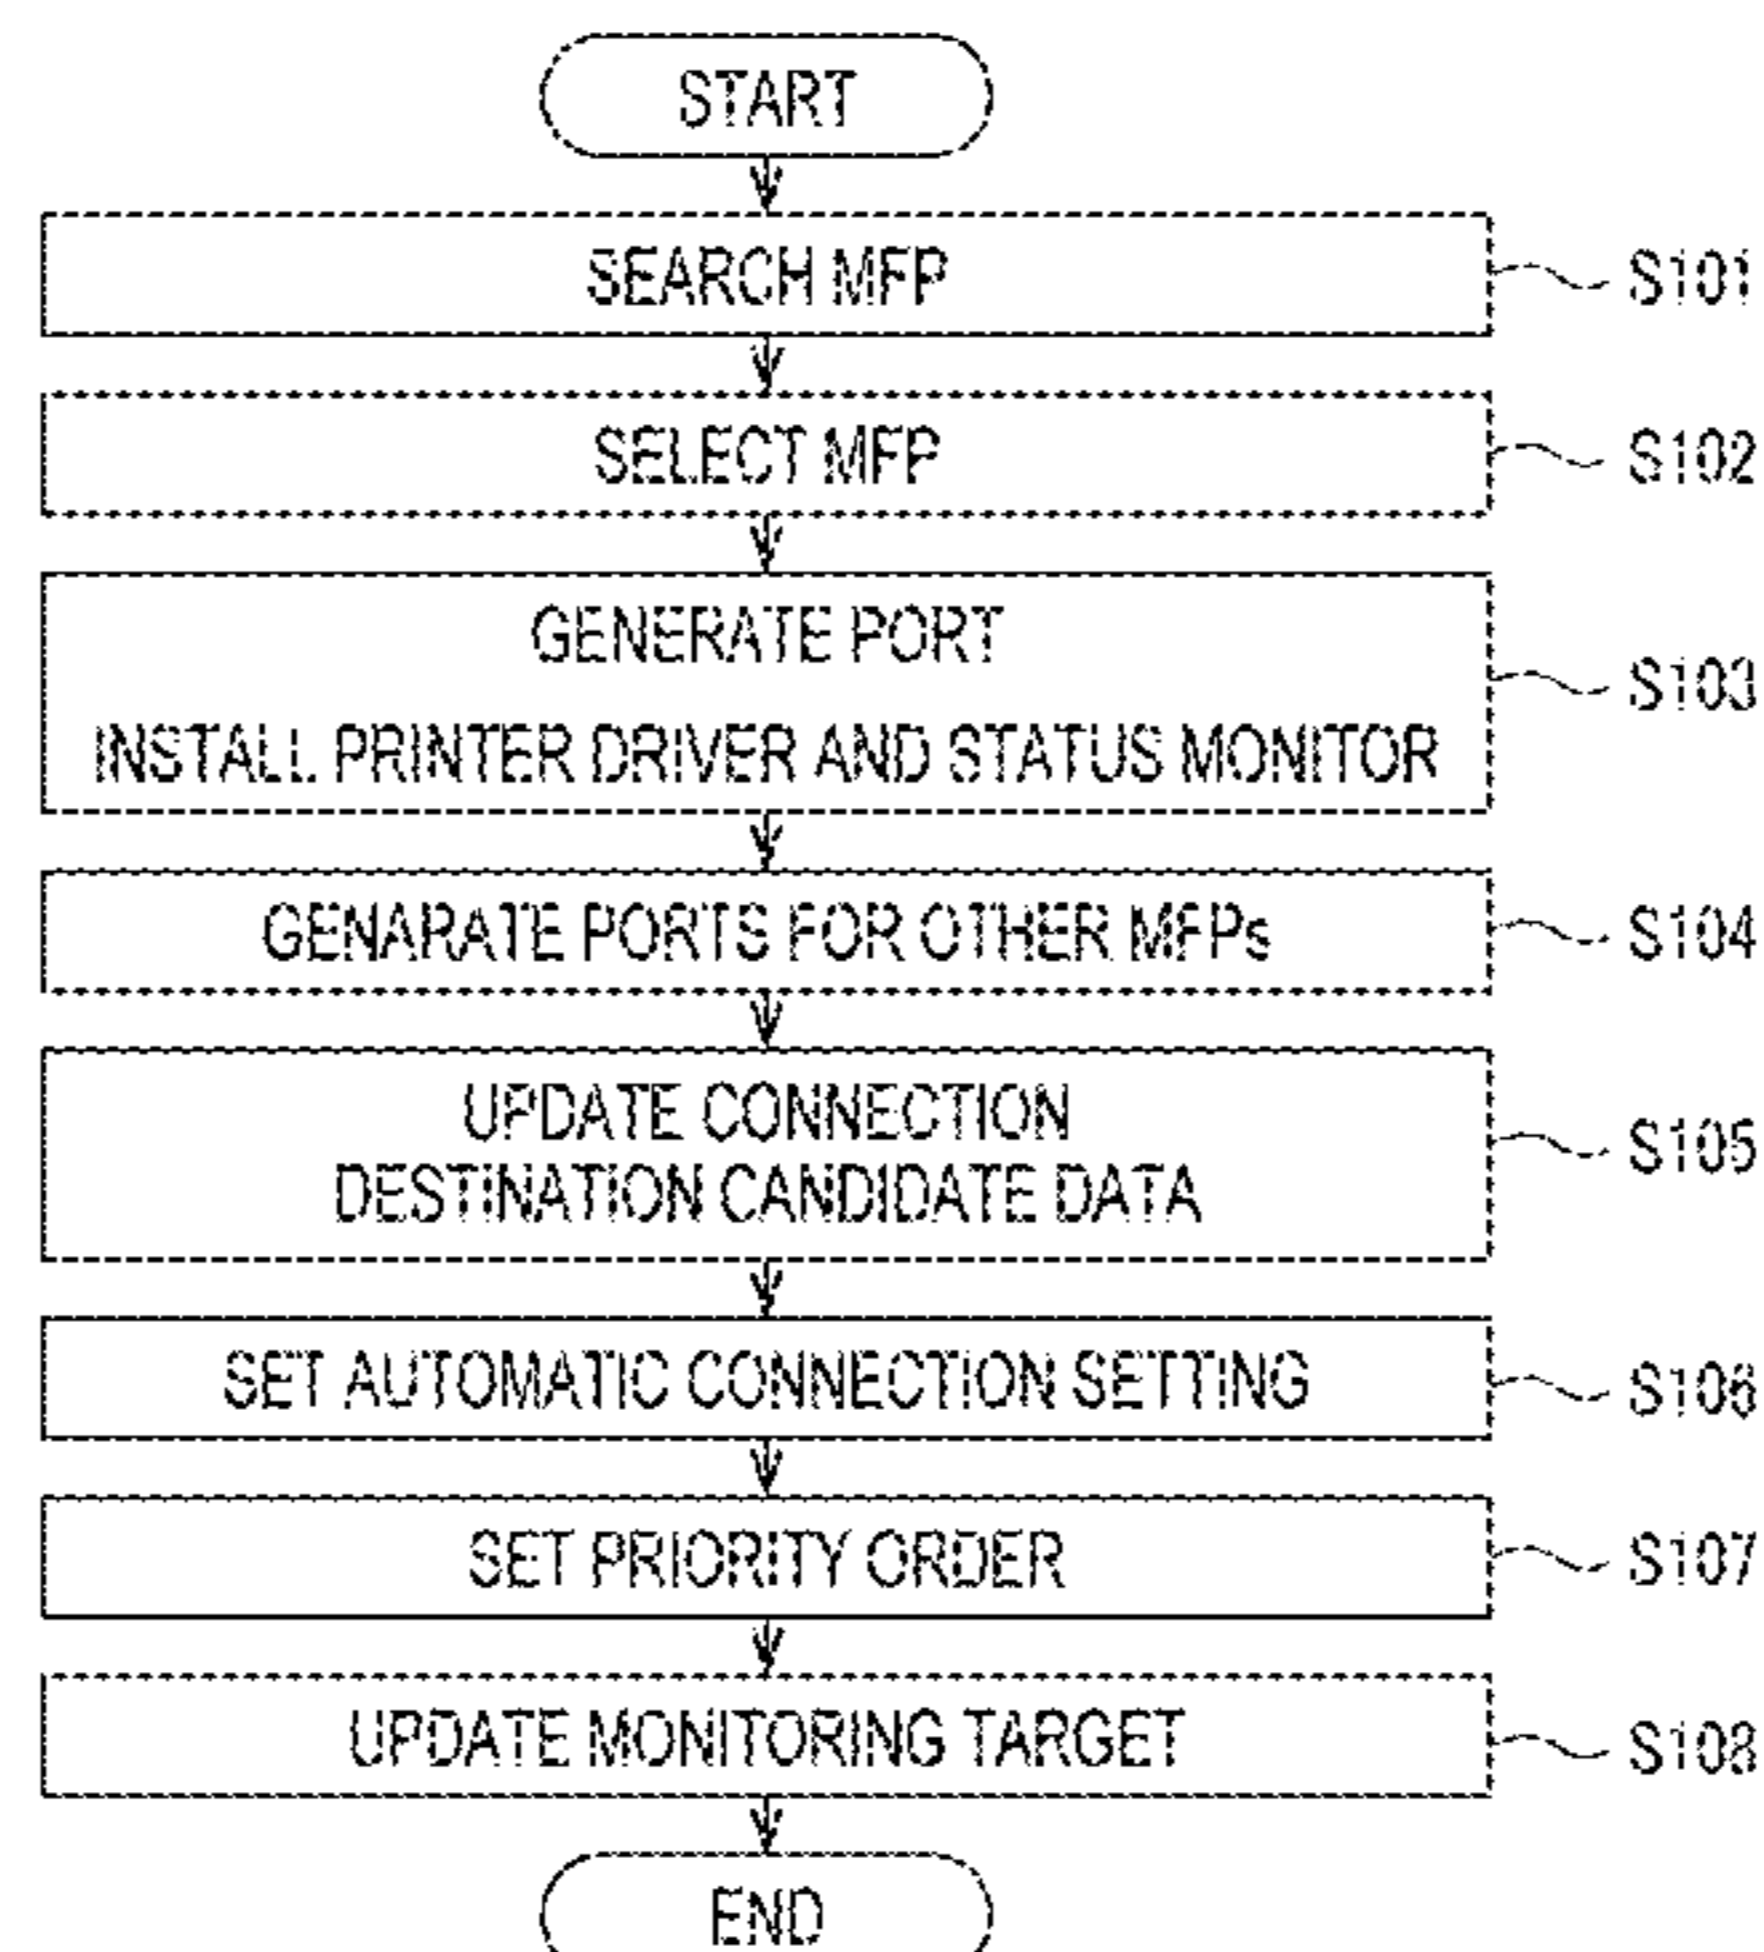 START
SEARCH MFP
S101
SELECT MFP
S102
GENERATE PORT
INSTALL PRINTER DRIVER AND STATUS MONITOR
S103
GENARATE PORTS FOR OTHER MFPs
S104
UPDATE CONNECTION
DESTINATION CANDIDATE DATA
S105
SET AUTOMATIC CONNECTION SETTING
S106
SET PRIORITY ORDER
S107
UPDATE MONITORING TARGET
S108
END